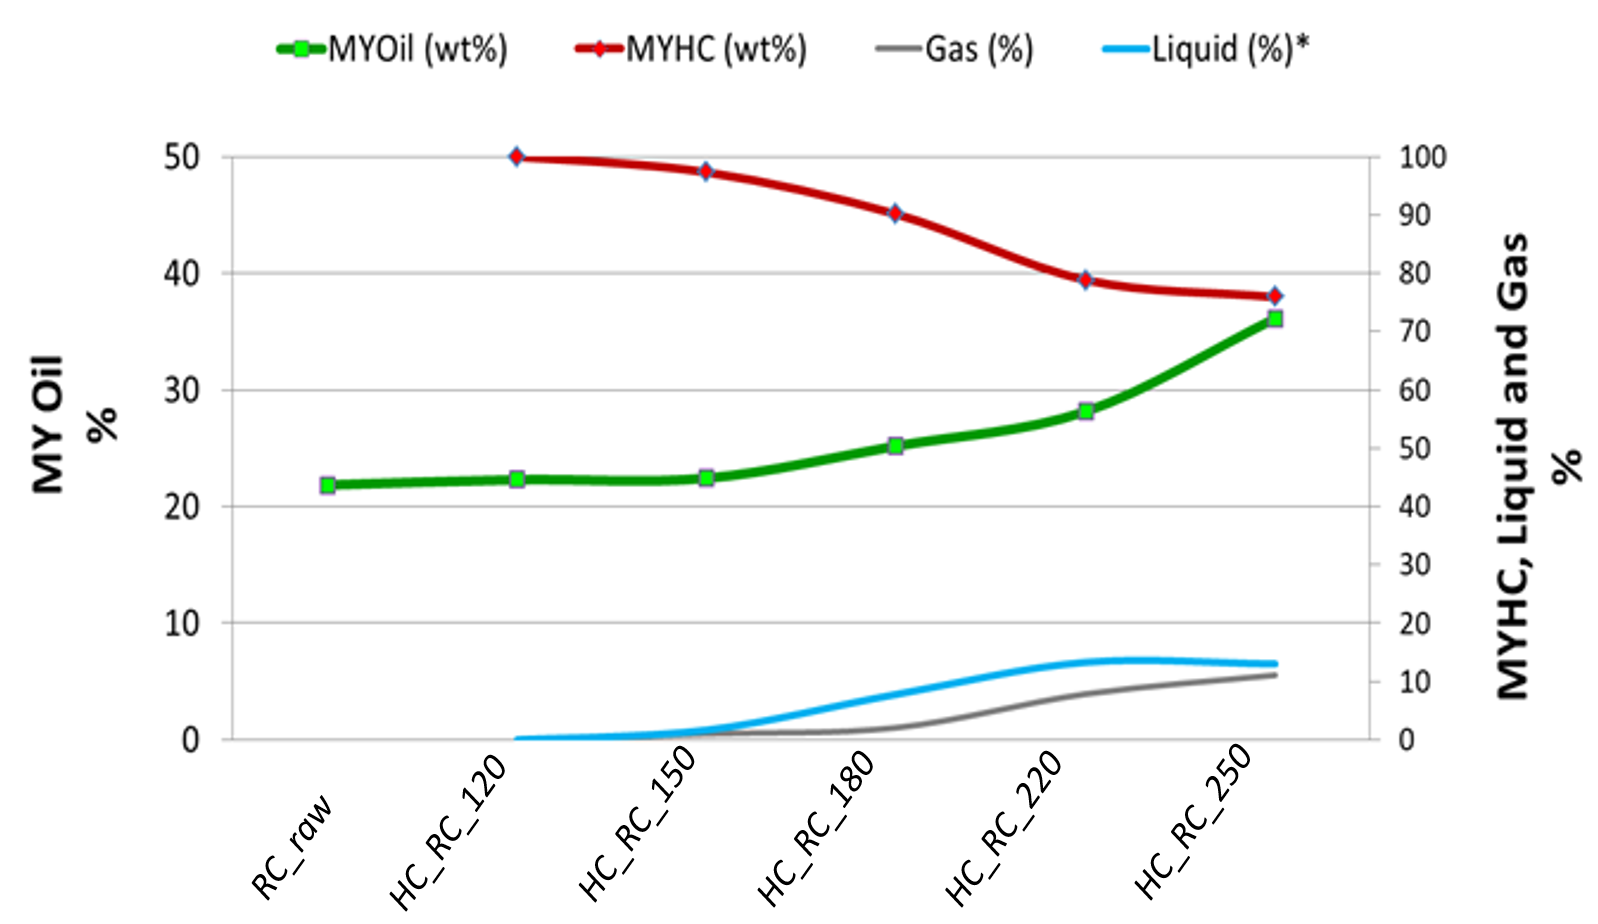 MYOil (wt%) MYHC (wt%) Gas (%) Liquid (%)*
50
40
30
20
10
0
MY Oil
%
100
90
80
70
60
50
40
30
20
10
0
MYHC, Liquid and Gas
%
RC_raw
HC_RC_120
HC_RC_150
HC_RC_180
HC_RC_220
HC_RC_250